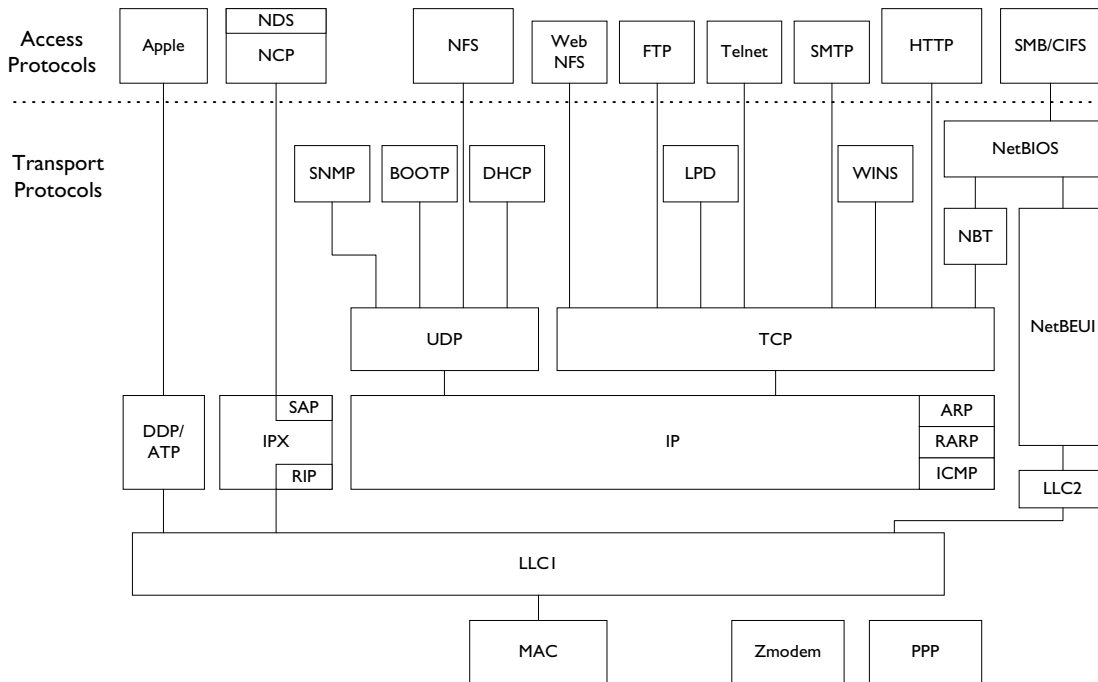 Access
Protocols
Apple
NDS
NCP
NFS
Web
NFS
FTP
Telnet
SMTP
HTTP
SMB/CIFS
Transport
Protocols
SNMP
BOOTP
DHCP
LPD
WINS
NetBIOS
NBT
NetBEUI
UDP
TCP
DDP/
ATP
SAP
IPX
RIP
IP
ARP
RARP
ICMP
LLC2
LLC1
MAC
Zmodem
PPP